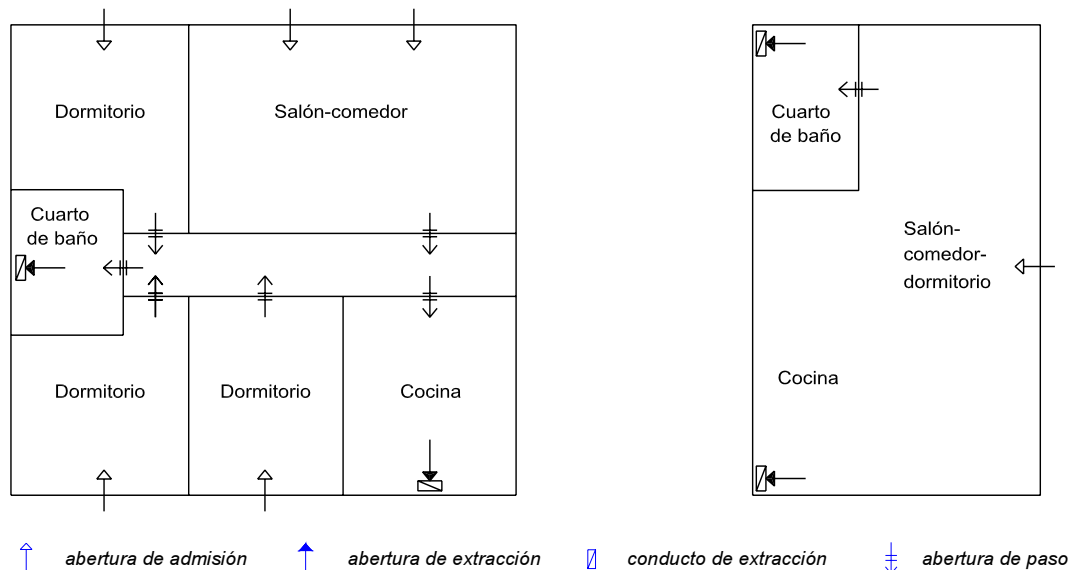 Dormitorio
Salón-comedor
Cuarto
de baño
Dormitorio
Dormitorio
Cocina
Cuarto
de baño
Salón-
comedor-
dormitorio
Cocina
abertura de admisión
abertura de extracción
conducto de extracción
abertura de paso